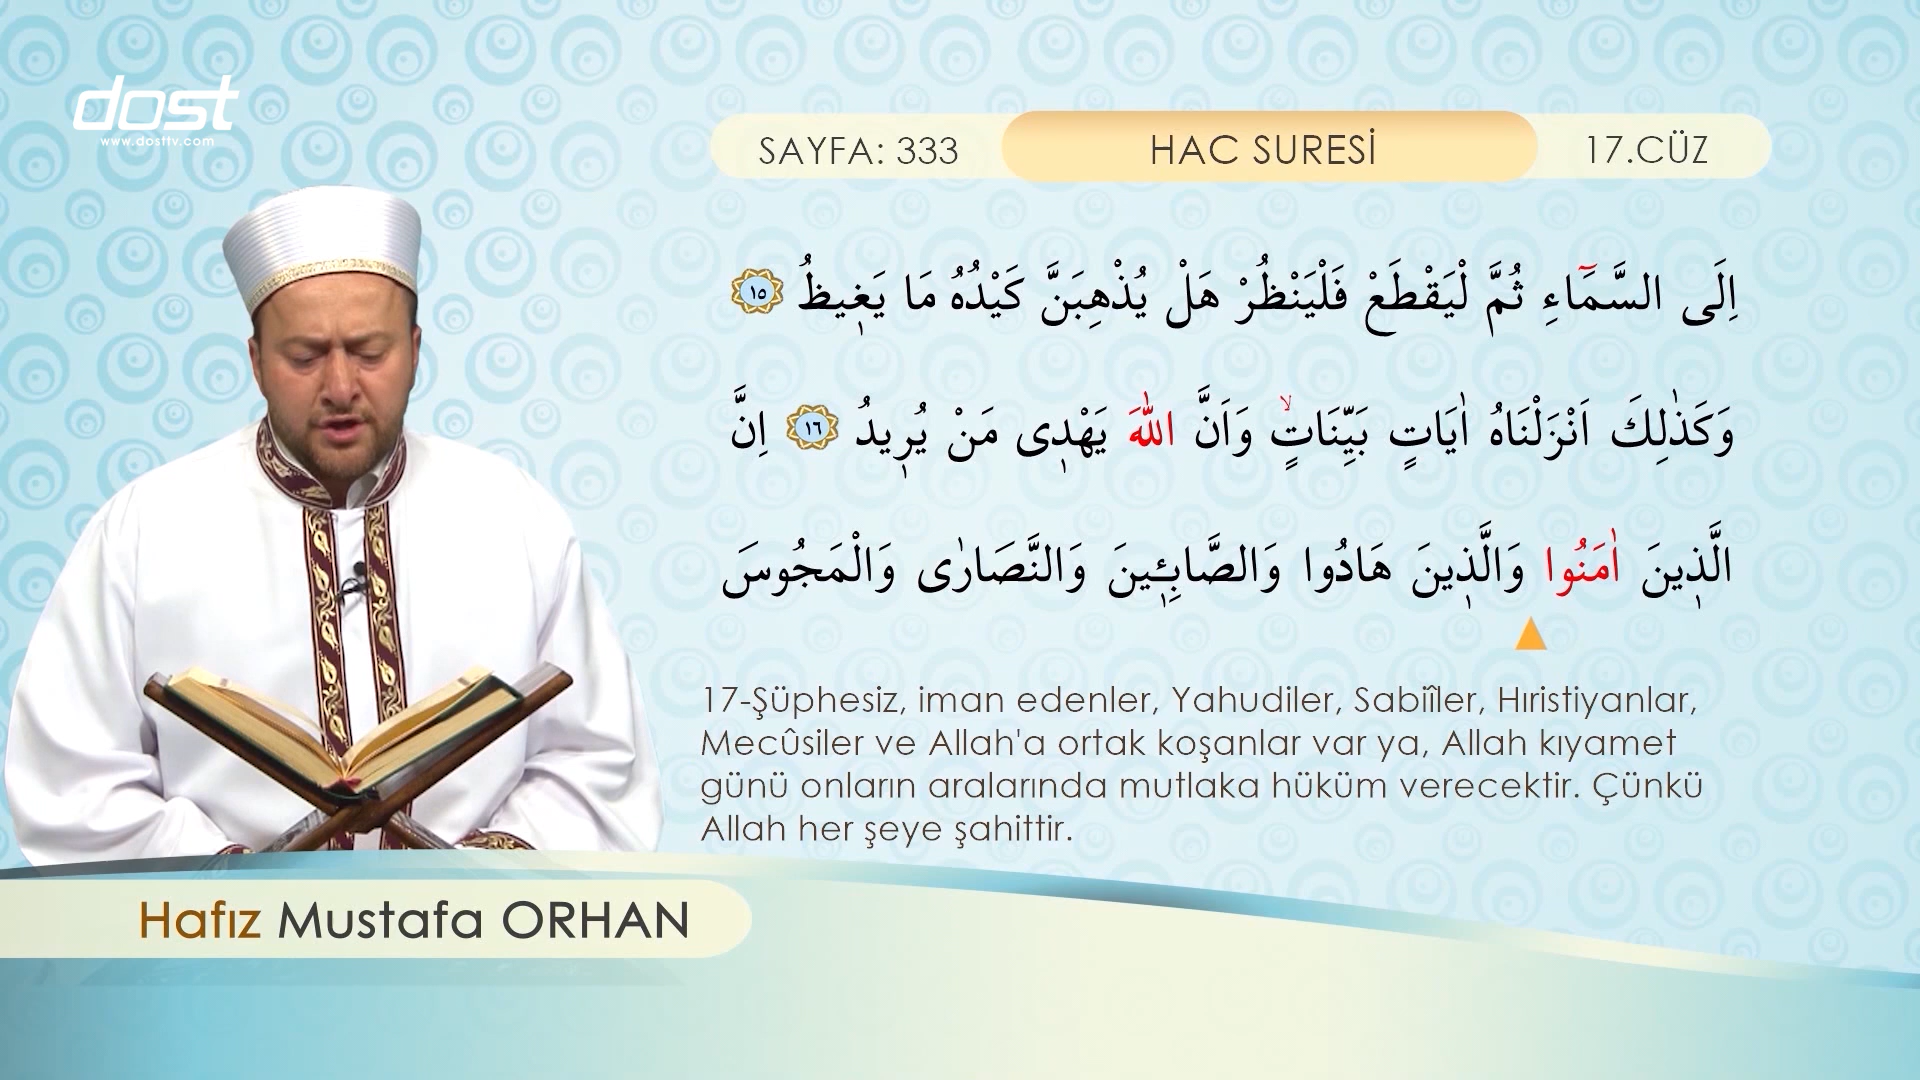 dost
www.dosttv.com
SAYFA: 333 HAC SURESİ 17.CÜZ
اِلَى السَّمَٓاءِ ثُمَّ لْيَقْطَعْ فَلْيَنْظُرْ هَلْ يُذْهِبَنَّ كَيْدُهُ مَا يَغ۪يظُ ﴿١٥﴾
وَكَذٰلِكَ اَنْزَلْنَاهُ اٰيَاتٍ بَيِّنَاتٍۙ وَاَنَّ اللّٰهَ يَهْد۪ى مَنْ يُر۪يدُ ﴿١٦﴾ اِنَّ
الَّذ۪ينَ اٰمَنُوا وَالَّذ۪ينَ هَادُوا وَالصَّابِـ۪ٔينَ وَالنَّصَارٰى وَالْمَجُوسَ
17-Şüphesiz, iman edenler, Yahudiler, Sabiîler, Hıristiyanlar,
Mecûsiler ve Allah'a ortak koşanlar var ya, Allah kıyamet
günü onların aralarında mutlaka hüküm verecektir. Çünkü
Allah her şeye şahittir.
Hafız Mustafa ORHAN